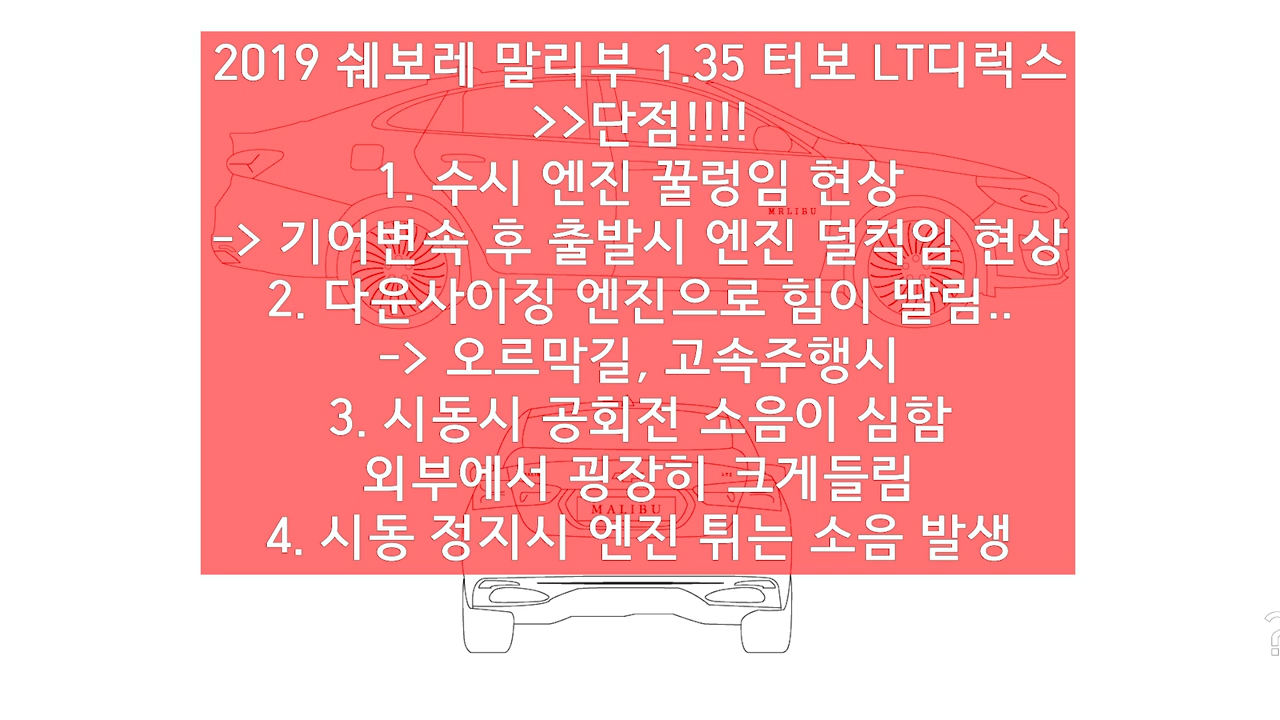 2019 쉐보레 말리부 1.35 터보 LT디럭스
>>단점!!!!
1. 수시 엔진 꿀렁임 현상
MRLIBU
-> 기어변속 후 출발시 엔진 덜컥임 현상
2. 다운사이징 엔진으로 힘이 딸림..
-> 오르막길, 고속주행시
3. 시동시 공회전 소음이 심함
외부에서 굉장히 크게들림
MALIBU
4. 시동 정지시 엔진 튀는 소음 발생